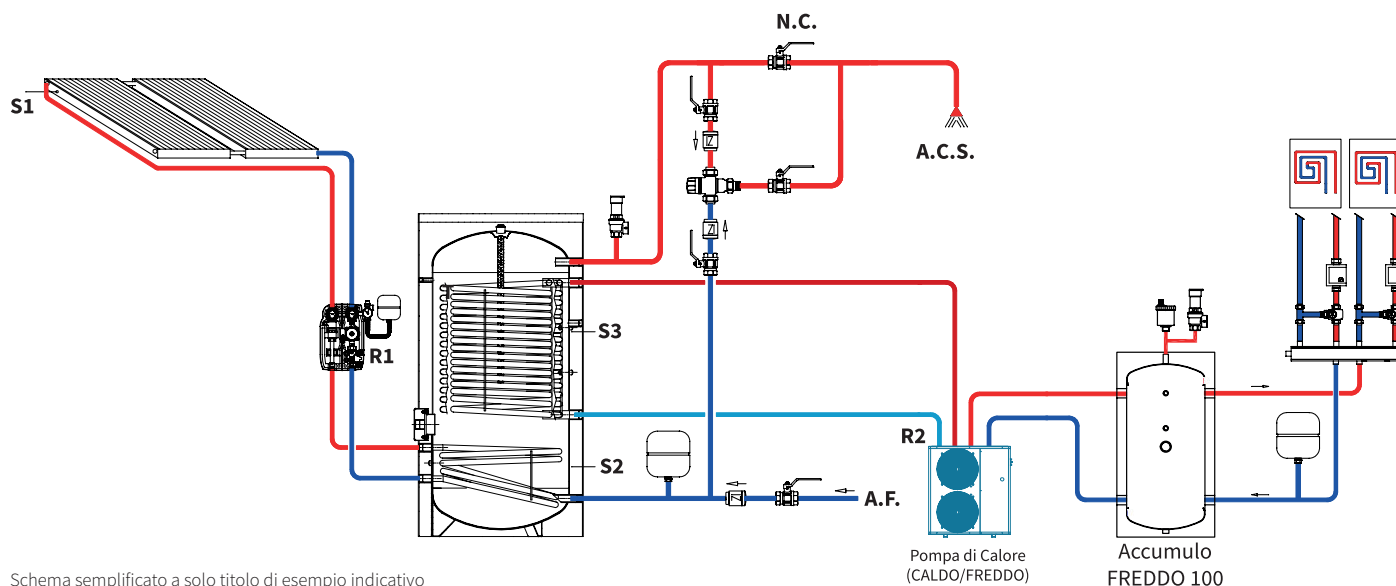 N.C.
S1
A.C.S.
S3
R1
R2
S2
A.F.
Pompa di Calore
(CALDO/FREDDO)
Accumulo
FREDDO 100
Schema semplificato a solo titolo di esempio indicativo